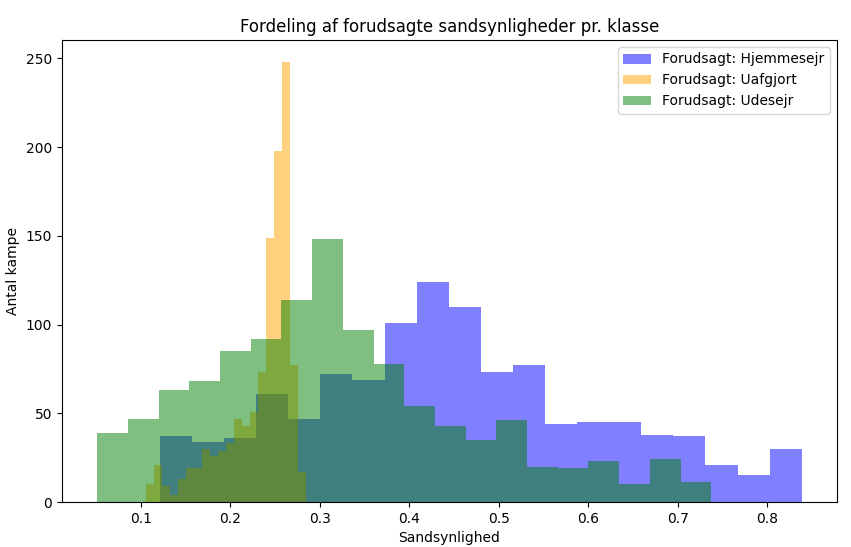 Fordeling af forudsagte sandsynligheder pr. klasse
Forudsagt: Hjemmesejr
Forudsagt: Uafgjort
Forudsagt: Udesejr
250
200
150
100
50
0
Antal kampe
0.1 0.2 0.3 0.4 0.5 0.6 0.7 0.8
Sandsynlighed